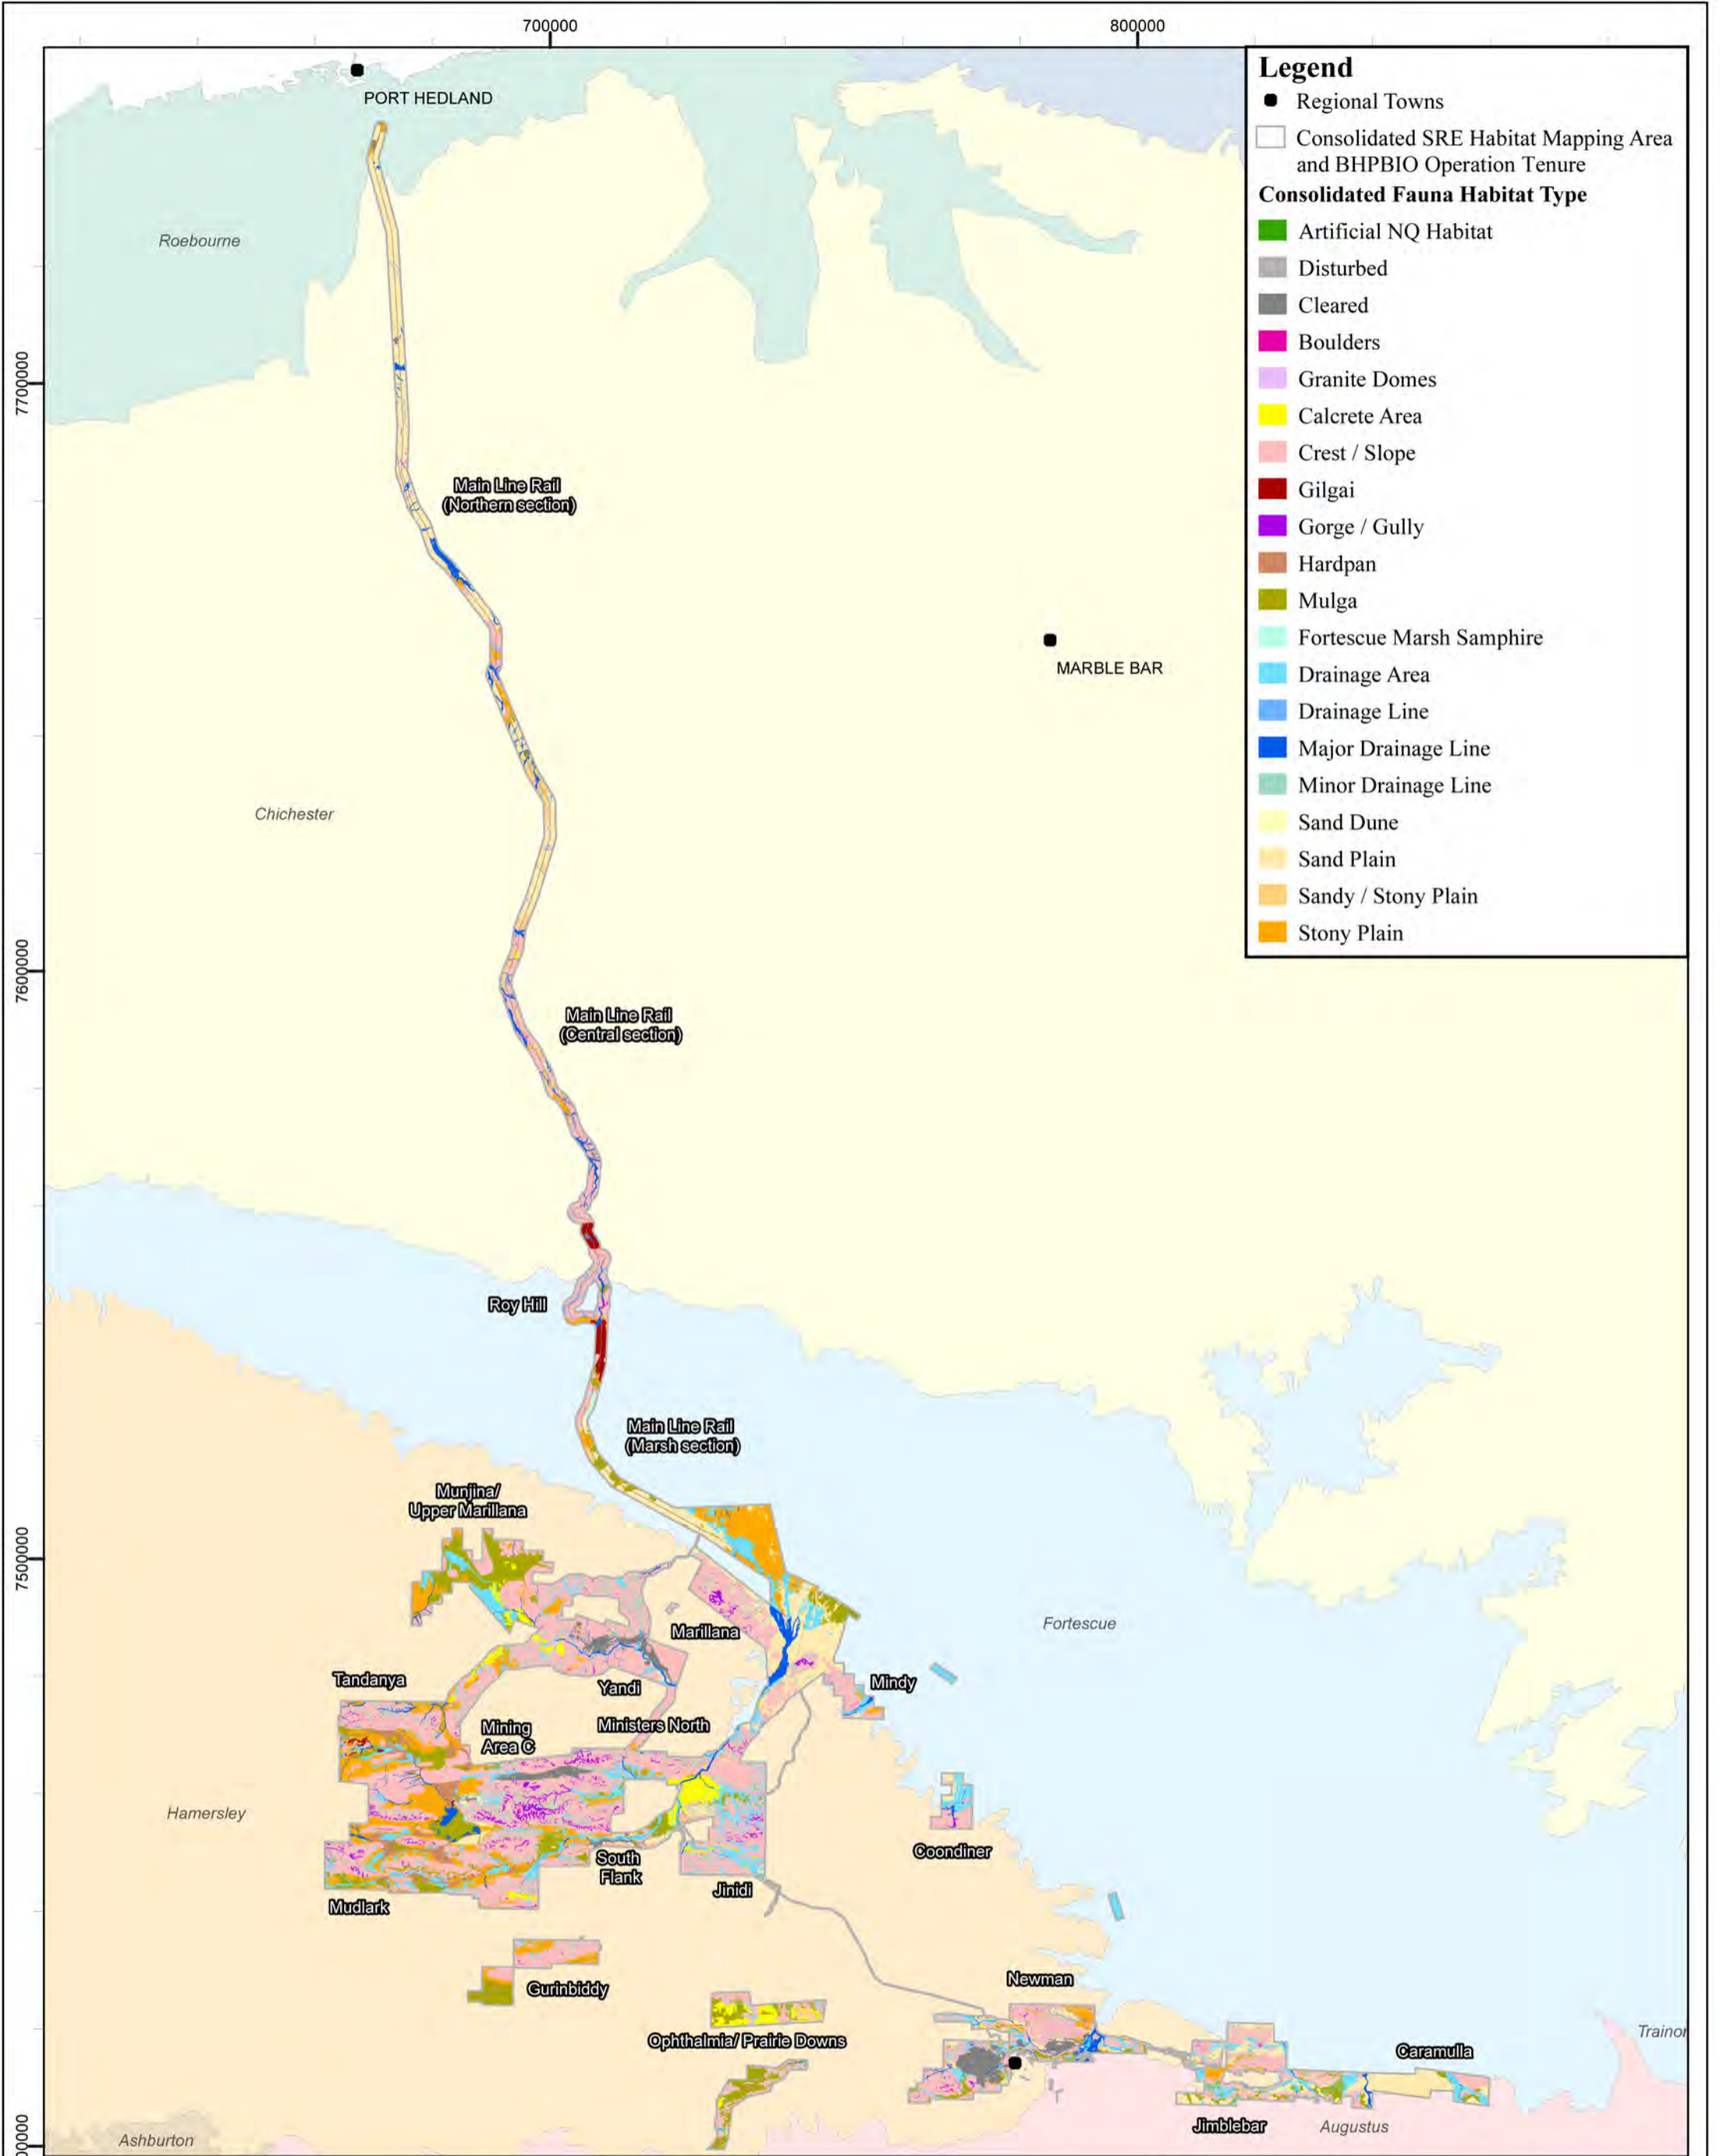 700000
800000
Legend
Regional Towns
Consolidated SRE Habitat Mapping Area
and BHPBIO Operation Tenure
Consolidated Fauna Habitat Type
Artificial NQ Habitat
Disturbed
Cleared
Boulders
Granite Domes
Calcrete Area
Crest / Slope
Gilgai
Gorge / Gully
Hardpan
Mulga
Fortescue Marsh Samphire
Drainage Area
Drainage Line
Major Drainage Line
Minor Drainage Line
Sand Dune
Sand Plain
Sandy / Stony Plain
Stony Plain
PORT HEDLAND
Roebourne
7700000
Main Line Rail
(Northern section)
MARBLE BAR
Chichester
7600000
Main Line Rail
(Central section)
Roy Hill
Main Line Rail
(Marsh section)
Munjina/
Upper Marillana
7500000
Marillana
Fortescue
Tandanya
Yandi
Mindy
Mining
Area C
Ministers North
Hamersley
Coondiner
South
Flank
Jinidi
Mudlark
Gurinbiddy
Newman
Ophthalmia/ Prairie Downs
Trainor
Caramulla
Jimblebar
Augustus
Ashburton